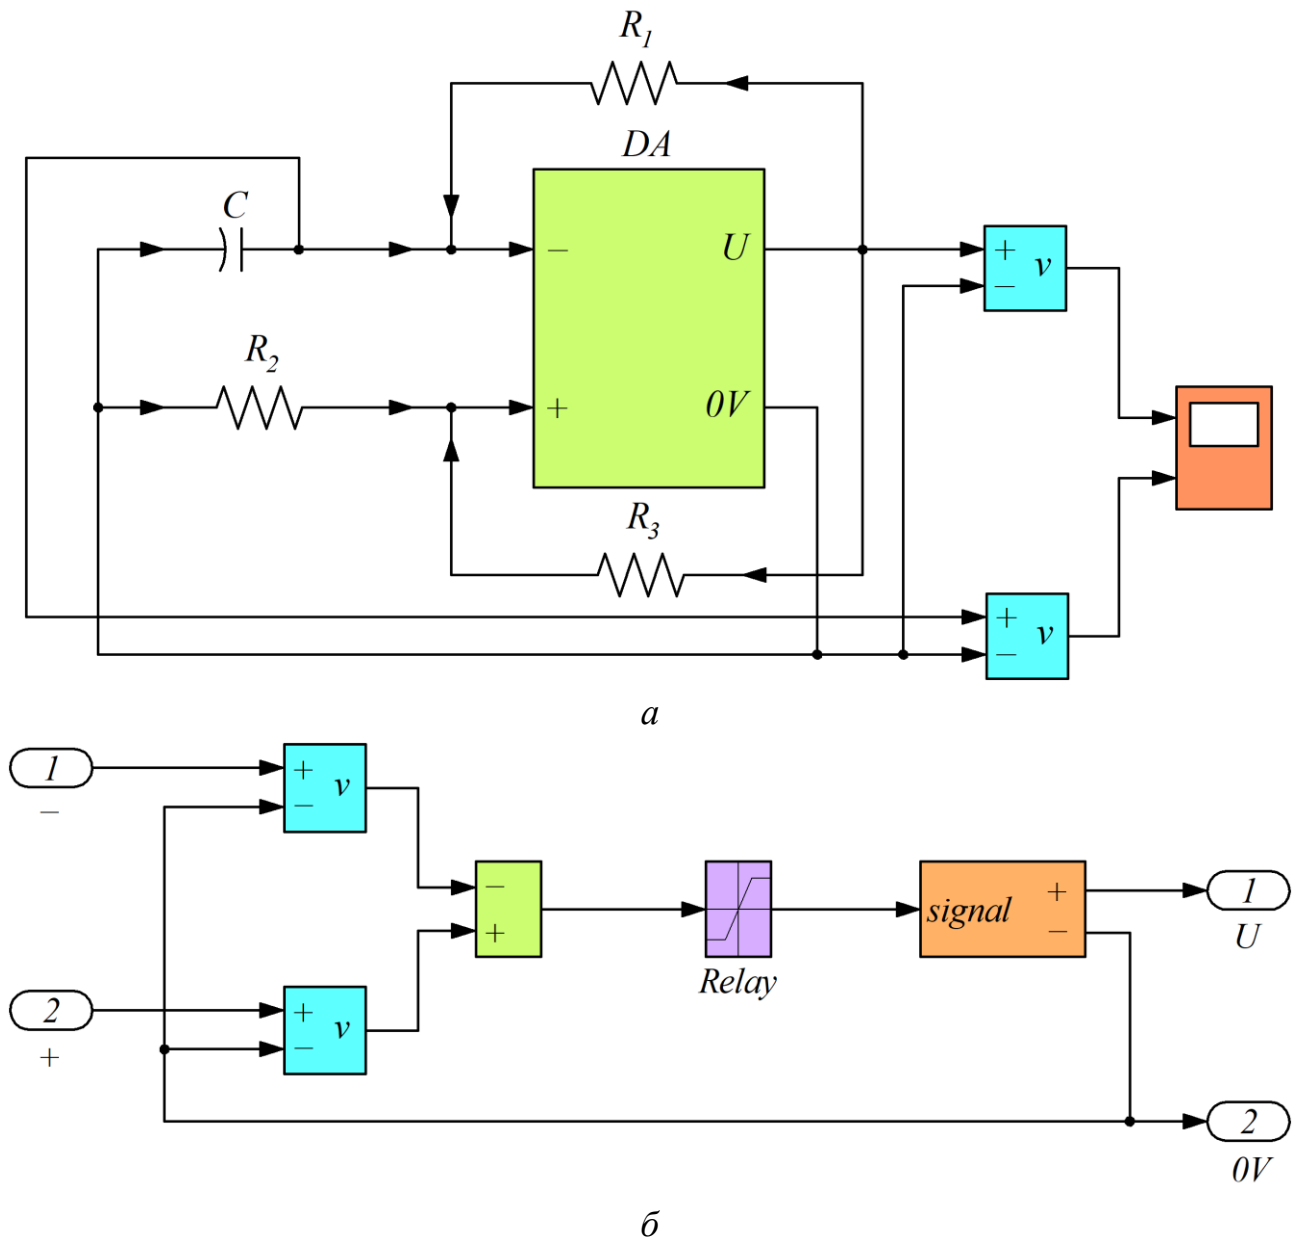 R1
DA
C
− U
+ v
−
R2
+ 0V
R3
+ v
−
а
1
−
+ v
−
−
+
Relay
signal +
−
1
U
2
+
+ v
−
2
0V
б